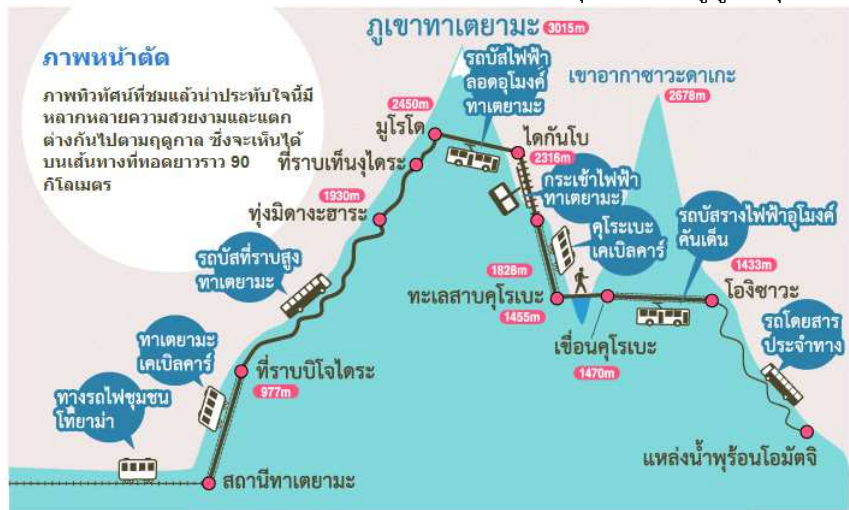 ภาพหน้าตัด
ภาพทิวทัศน์ที่ชมแล้วน่าประทับใจนี้มี
หลากหลายความสวยงามและแตก
ต่างกันไปตามฤดูกาล ซึ่งจะเห็นได้
บนเส้นทางที่ทอดยาวราว 90
กิโลเมตร
ภูเขาทาเตยามะ 3015m
รถบัสไฟฟ้า
ลอดอุโมงค์
ทาเตยามะ
เขาอากาซาวะดาเกะ
2678m
2450m
มูโรโด
ไดกันโบ
2316m
ที่ราบเท็นงุไดระ
กระเช้าไฟฟ้า
ทาเตยามะ
1930m
ทุ่งมิดางะฮาระ
คุโระเบะ
เคเบิลคาร์
รถบัสรางไฟฟ้าอุโมงค์
คันเด็น
รถบัสที่ราบสูง
ทาเตยามะ
1828m
1433m
ทะเลสาบคุโรเบะ
1455m
โองิซาวะ
เขื่อนคุโรเบะ
1470m
รถโดยสาร
ประจำทาง
ทาเตยามะ
เคเบิลคาร์
ที่ราบบิโจไดระ
977m
ทางรถไฟชุมชน
โทยาม่า
แหล่งน้ำพุร้อนโอมัตจิ
สถานีทาเตยามะ